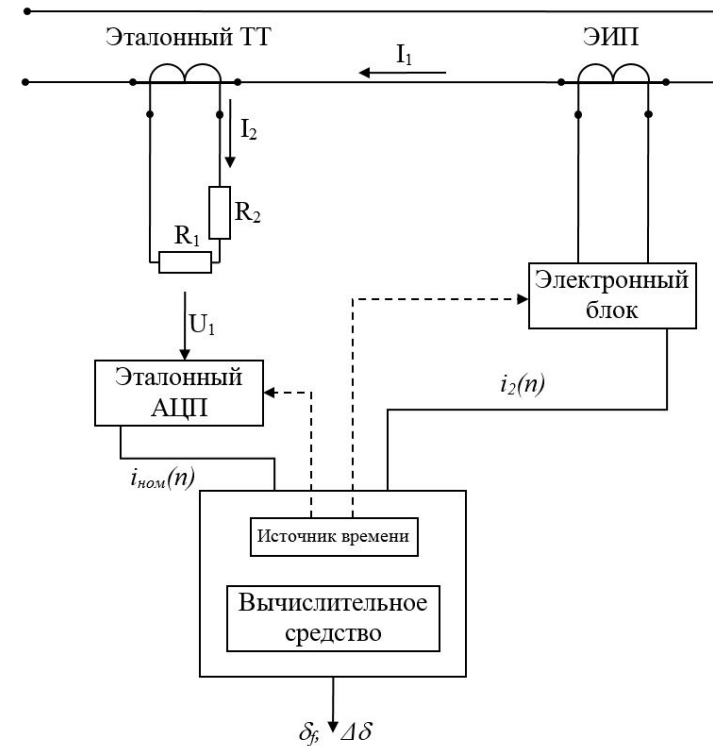 Эталонный ТТ
ЭИП
I₁
I₂
R₂
R₁
Электронный
блок
U₁
Эталонный
АЦП
i₂(n)
iном(n)
Источник времени
Вычислительное
средство
δf, Δδ